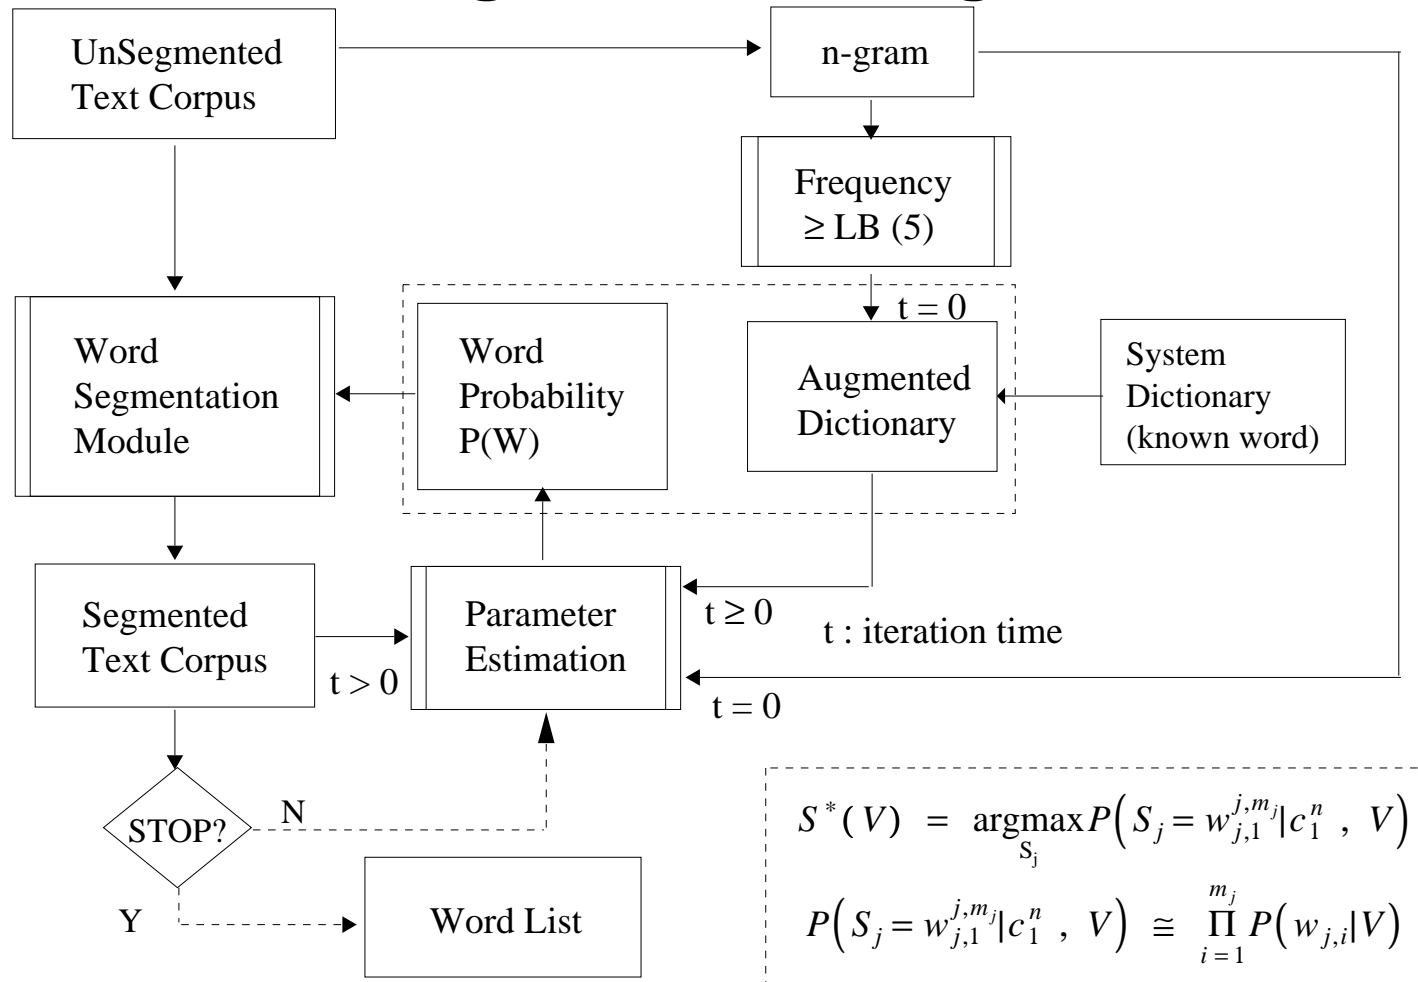 UnSegmented
Text Corpus
n-gram
Frequency
≥ LB (5)
t = 0
Word
Segmentation
Module
Word
Probability
P(W)
Augmented
Dictionary
System
Dictionary
(known word)
Segmented
Text Corpus
t > 0
Parameter
Estimation
t ≥ 0
t : iteration time
t = 0
STOP?
N
Y
Word List
S^*(V) = argmax_{S_j} P(S_j = w_{j,1}^{j,m_j}|c_1^n , V)
P(S_j = w_{j,1}^{j,m_j}|c_1^n , V) ≅ ∏_{i=1}^{m_j} P(w_{j,i}|V)